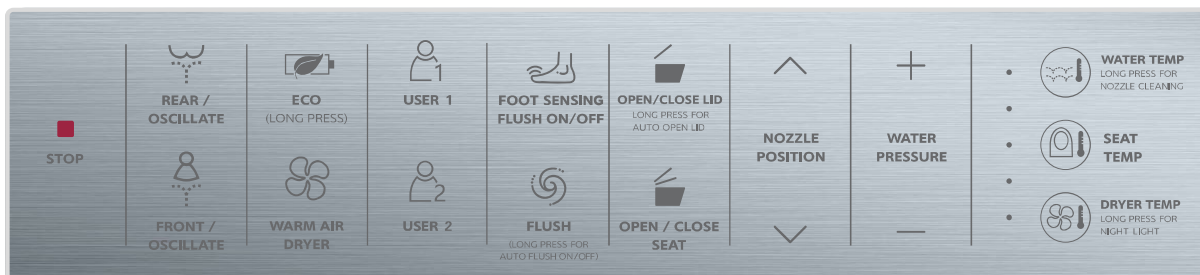 STOP
REAR /
OSCILLATE
FRONT /
OSCILLATE
ECO
(LONG PRESS)
WARM AIR
DRYER
1
USER 1
2
USER 2
FOOT SENSING
FLUSH ON/OFF
FLUSH
(LONG PRESS FOR
AUTO FLUSH ON/OFF)
OPEN/CLOSE LID
LONG PRESS FOR
AUTO OPEN LID
OPEN / CLOSE
SEAT
NOZZLE
POSITION
WATER
PRESSURE
WATER TEMP
LONG PRESS FOR
NOZZLE CLEANING
SEAT
TEMP
DRYER TEMP
LONG PRESS FOR
NIGHT LIGHT